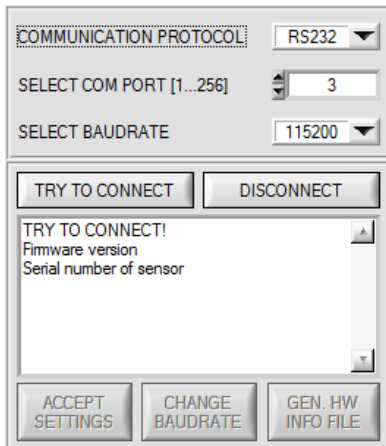 COMMUNICATION PROTOCOL RS232
SELECT COM PORT [1...256] 3
SELECT BAUDRATE 115200
TRY TO CONNECT DISCONNECT
TRY TO CONNECT!
Firmware version
Serial number of sensor
ACCEPT SETTINGS CHANGE BAUDRATE GEN. HW INFO FILE